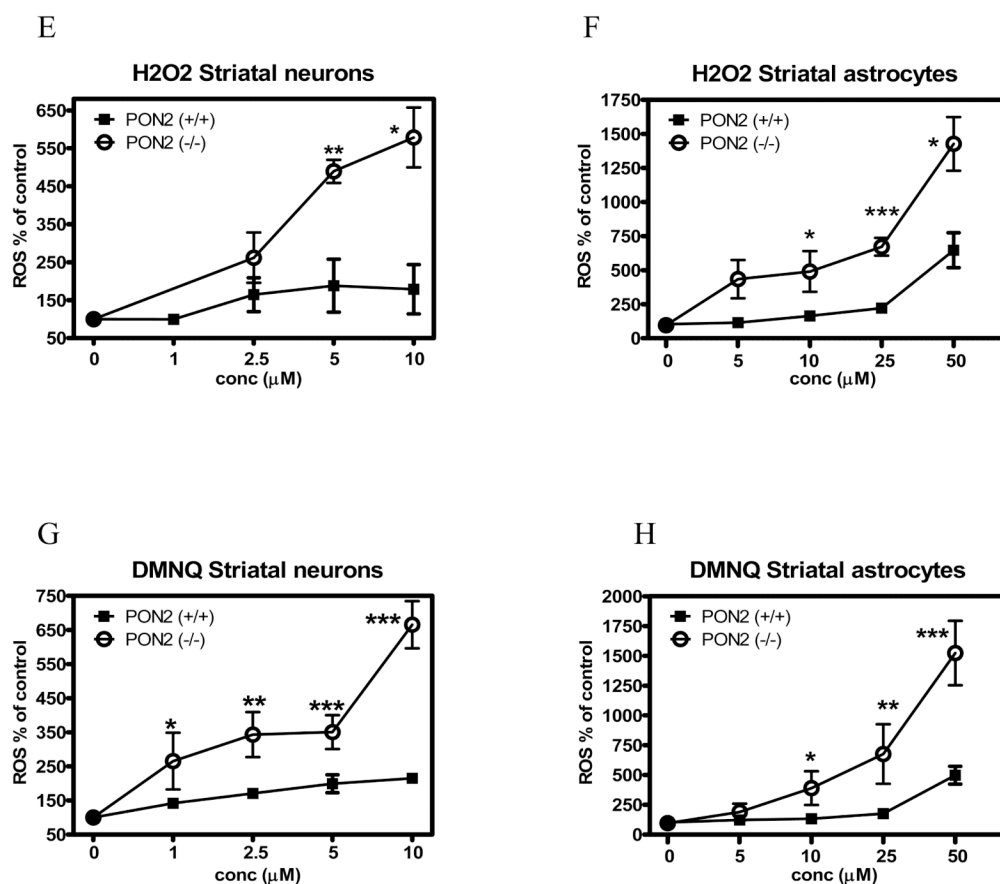 E
H2O2 Striatal neurons
PON2 (+/+)
PON2 (-/-)
ROS % of control
650
550
450
350
250
150
50
**
*
0 1 2.5 5 10
conc (μM)
F
H2O2 Striatal astrocytes
PON2 (+/+)
PON2 (-/-)
ROS % of control
1750
1500
1250
1000
750
500
250
0
*
***
*
0 5 10 25 50
conc (μM)
G
DMNQ Striatal neurons
PON2 (+/+)
PON2 (-/-)
ROS % of control
750
650
550
450
350
250
150
50
*
**
***
***
0 1 2.5 5 10
conc (μM)
H
DMNQ Striatal astrocytes
PON2 (+/+)
PON2 (-/-)
ROS % of control
2000
1750
1500
1250
1000
750
500
250
0
*
**
***
0 5 10 25 50
conc (μM)